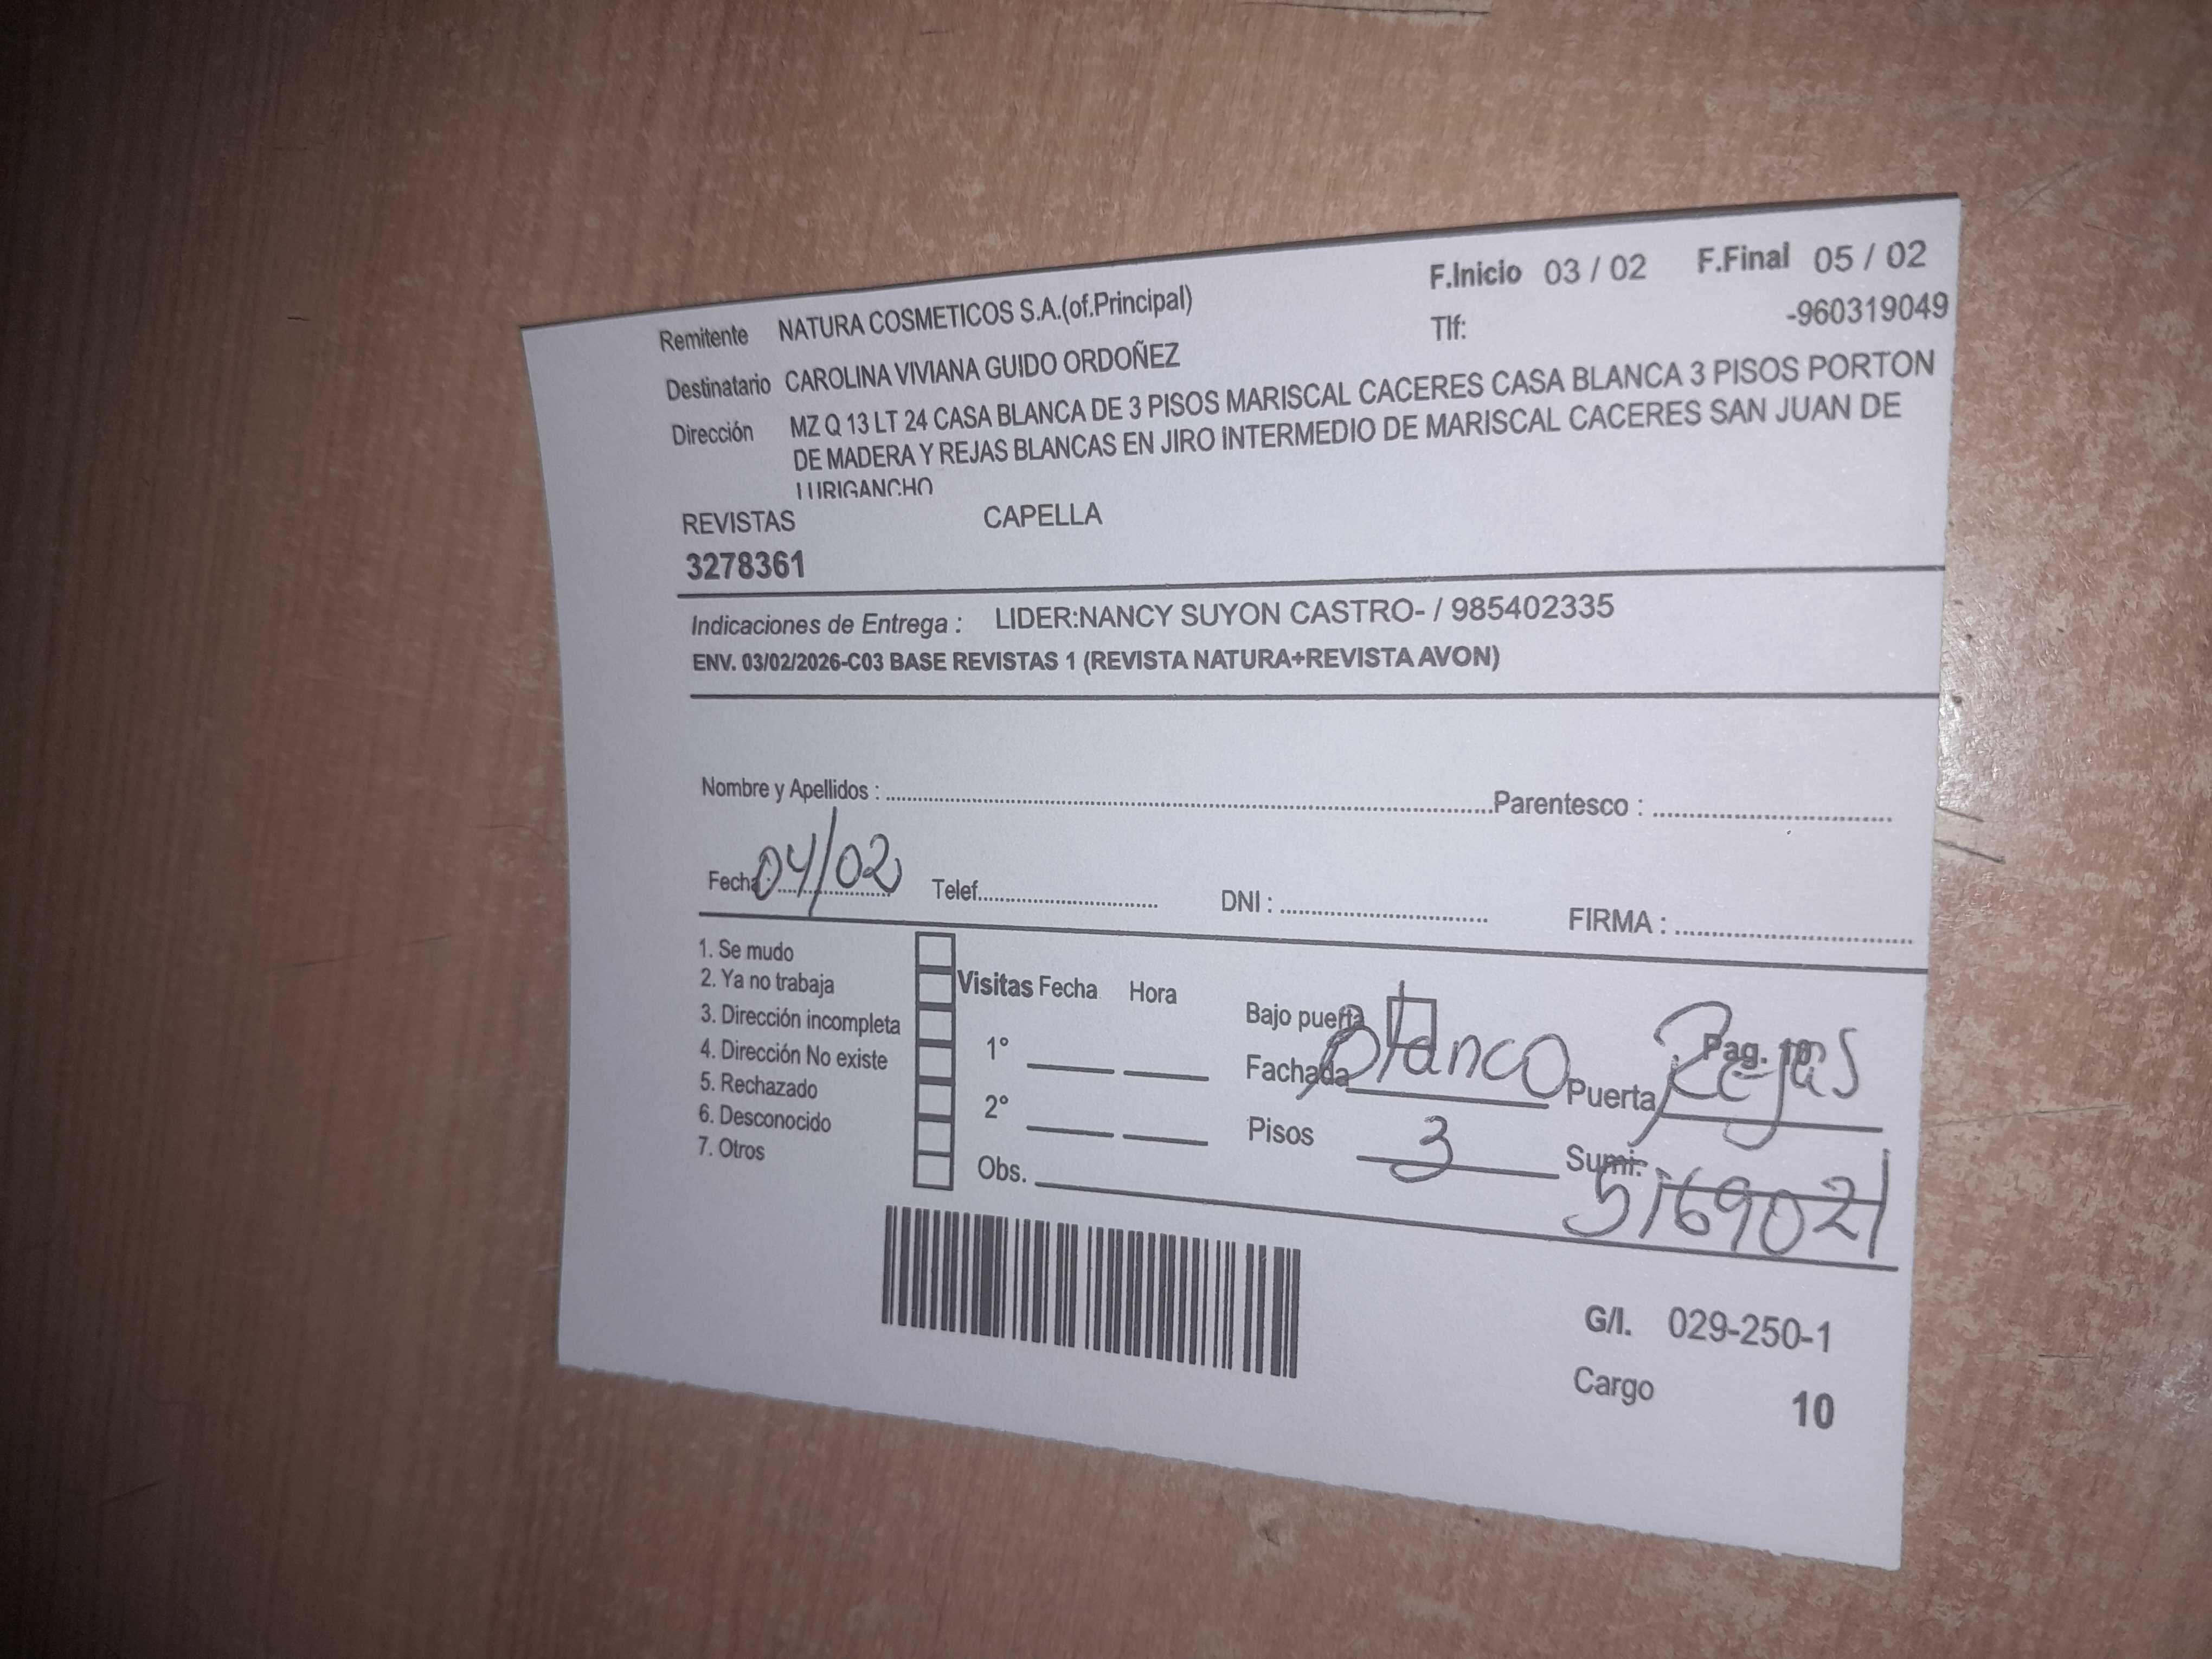 F.Inicio 03 / 02 F.Final 05 / 02
Remitente NATURA COSMETICOS S.A.(of.Principal) Tlf: -960319049
Destinatario CAROLINA VIVIANA GUIDO ORDOÑEZ
Dirección MZ Q 13 LT 24 CASA BLANCA DE 3 PISOS MARISCAL CACERES CASA BLANCA 3 PISOS PORTON
DE MADERA Y REJAS BLANCAS EN JIRO INTERMEDIO DE MARISCAL CACERES SAN JUAN DE
LURIGANCHO
REVISTAS CAPELLA
3278361
Indicaciones de Entrega : LIDER:NANCY SUYON CASTRO- / 985402335
ENV. 03/02/2026-C03 BASE REVISTAS 1 (REVISTA NATURA+REVISTA AVON)
Nombre y Apellidos : Parentesco :
Fecha 04/02 Telef. DNI : FIRMA :
1. Se mudo
2. Ya no trabaja
3. Dirección incompleta
4. Dirección No existe
5. Rechazado
6. Desconocido
7. Otros
Visitas Fecha Hora
1°
2°
Obs.
Bajo puerta Pag. 10
Fachada blanco Puerta Rejas
Pisos 3 Sumi: 5169021
G/I. 029-250-1
Cargo 10